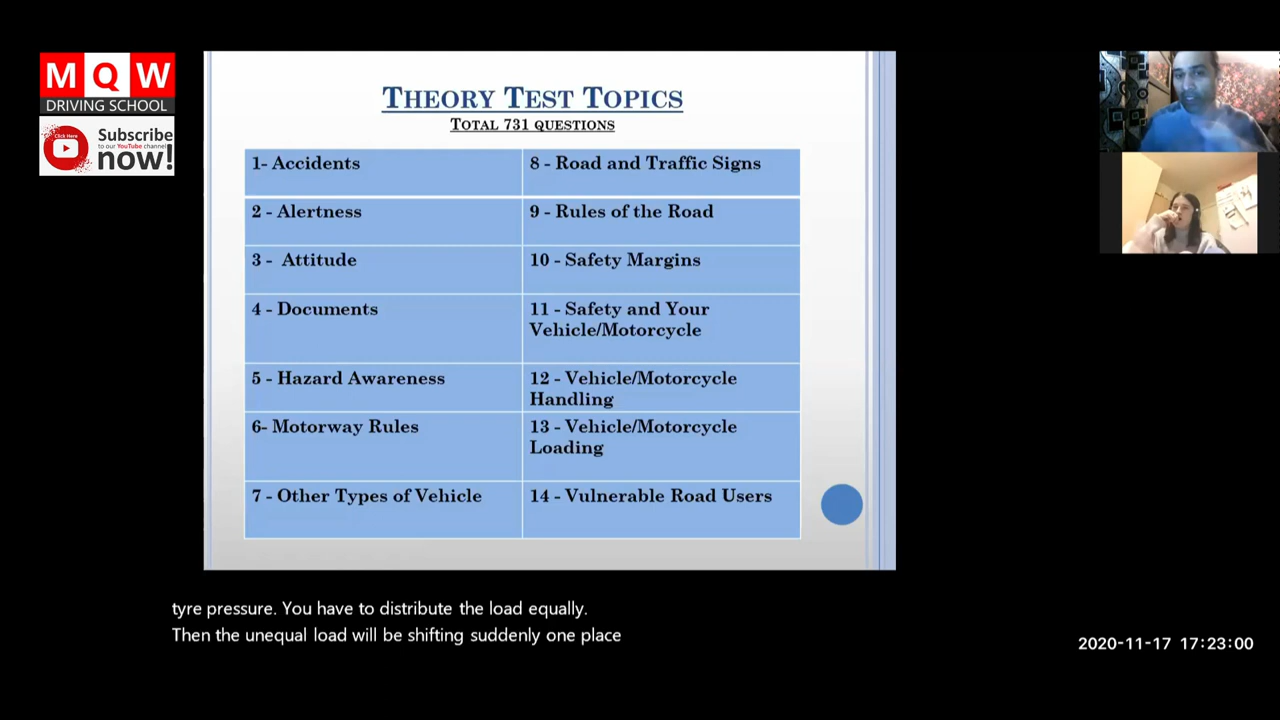 MQW
DRIVING SCHOOL
Click Here
Subscribe
to our YouTube channel
now!
THEORY TEST TOPICS
TOTAL 731 QUESTIONS
1- Accidents
8 - Road and Traffic Signs
2 - Alertness
9 - Rules of the Road
3 - Attitude
10 - Safety Margins
4 - Documents
11 - Safety and Your
Vehicle/Motorcycle
5 - Hazard Awareness
12 - Vehicle/Motorcycle
Handling
6- Motorway Rules
13 - Vehicle/Motorcycle
Loading
7 - Other Types of Vehicle
14 - Vulnerable Road Users
tyre pressure. You have to distribute the load equally.
Then the unequal load will be shifting suddenly one place
2020-11-17 17:23:00